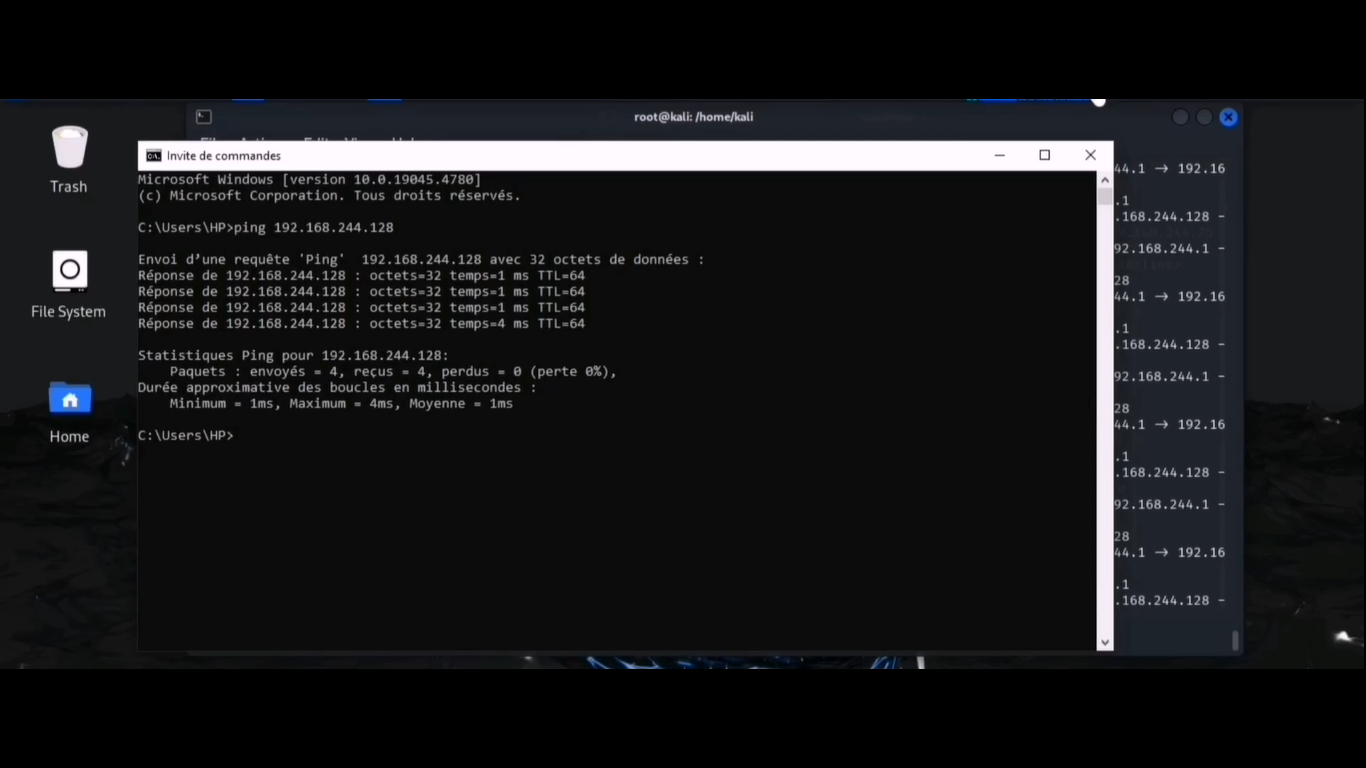 root@kali: /home/kali
Trash
File System
Home
Invite de commandes
Microsoft Windows [version 10.0.19045.4780]
(c) Microsoft Corporation. Tous droits réservés.
C:\Users\HP>ping 192.168.244.128
Envoi d’une requête 'Ping'  192.168.244.128 avec 32 octets de données :
Réponse de 192.168.244.128 : octets=32 temps=1 ms TTL=64
Réponse de 192.168.244.128 : octets=32 temps=1 ms TTL=64
Réponse de 192.168.244.128 : octets=32 temps=1 ms TTL=64
Réponse de 192.168.244.128 : octets=32 temps=4 ms TTL=64
Statistiques Ping pour 192.168.244.128:
    Paquets : envoyés = 4, reçus = 4, perdus = 0 (perte 0%),
Durée approximative des boucles en millisecondes :
    Minimum = 1ms, Maximum = 4ms, Moyenne = 1ms
C:\Users\HP>
44.1 → 192.16
.1
.168.244.128 -
92.168.244.1 -
28
44.1 → 192.16
.1
.168.244.128 -
92.168.244.1 -
28
44.1 → 192.16
.1
.168.244.128 -
92.168.244.1 -
28
44.1 → 192.16
.1
.168.244.128 -